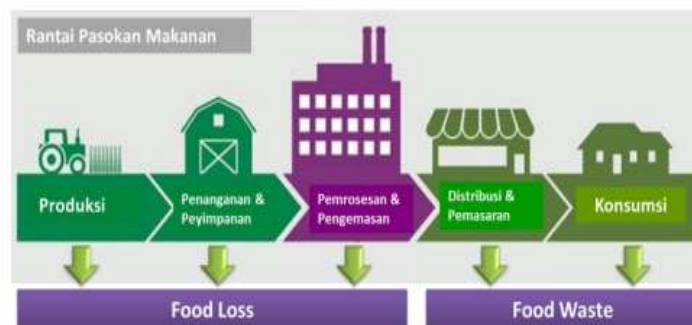 Rantai Pasokan Makanan
Produksi
Penanganan &
Peyimpanan
Pemrosesan &
Pengemasan
Distribusi &
Pemasaran
Konsumsi
Food Loss
Food Waste